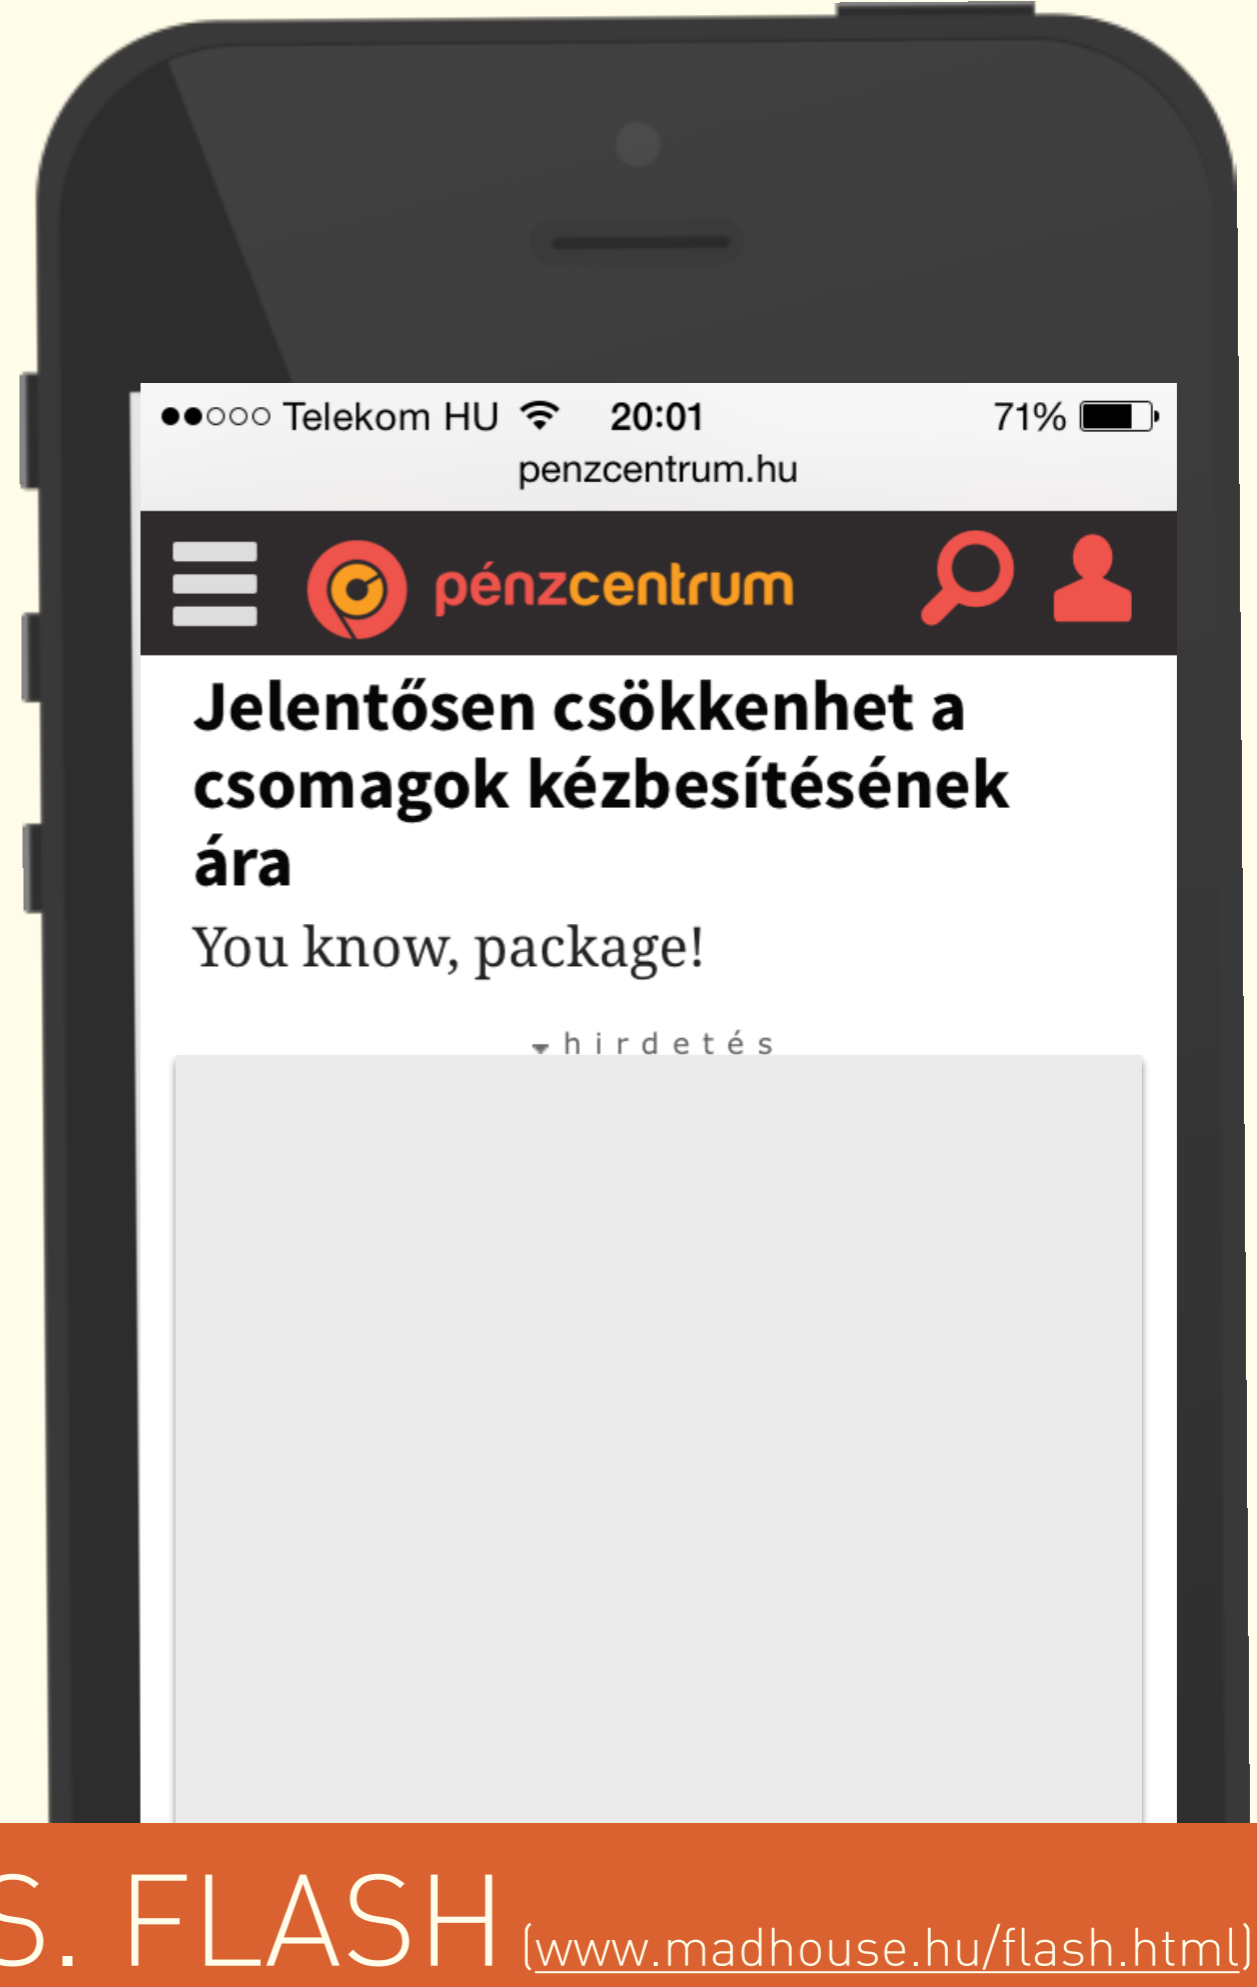 Telekom HU 20:01 71%
penzcentrum.hu
pénzcentrum
Jelentősen csökkenhet a
csomagok kézbesítésének
ára
You know, package!
hirdetés
S. FLASH (www.madhouse.hu/flash.html)